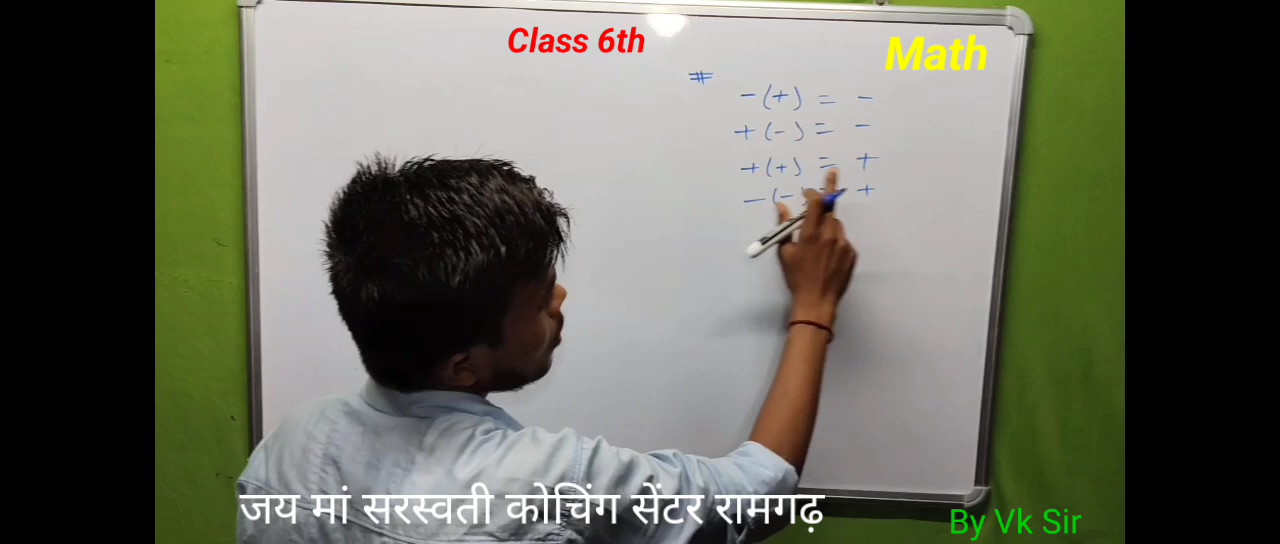 Class 6th
Math
#
-(+) = -
+(-) = -
+(+) = +
-(-) = +
जय मां सरस्वती कोचिंग सेंटर रामगढ़
By Vk Sir